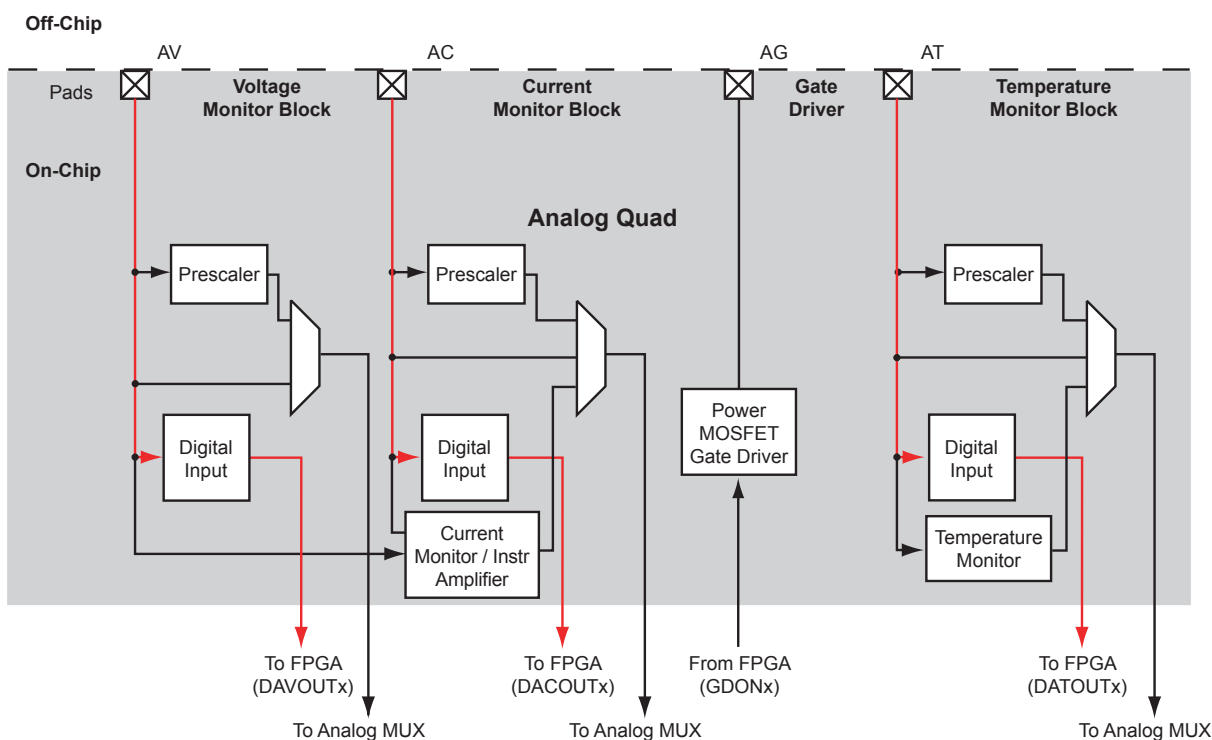 Off-Chip
AV
AC
AG
AT
Pads
Voltage
Monitor Block
Current
Monitor Block
Gate
Driver
Temperature
Monitor Block
On-Chip
Analog Quad
Prescaler
Prescaler
Prescaler
Power
MOSFET
Gate Driver
Digital
Input
Digital
Input
Digital
Input
Current
Monitor / Instr
Amplifier
Temperature
Monitor
To FPGA
(DAVOUTx)
To FPGA
(DACOUTx)
From FPGA
(GDONx)
To FPGA
(DATOUTx)
To Analog MUX
To Analog MUX
To Analog MUX